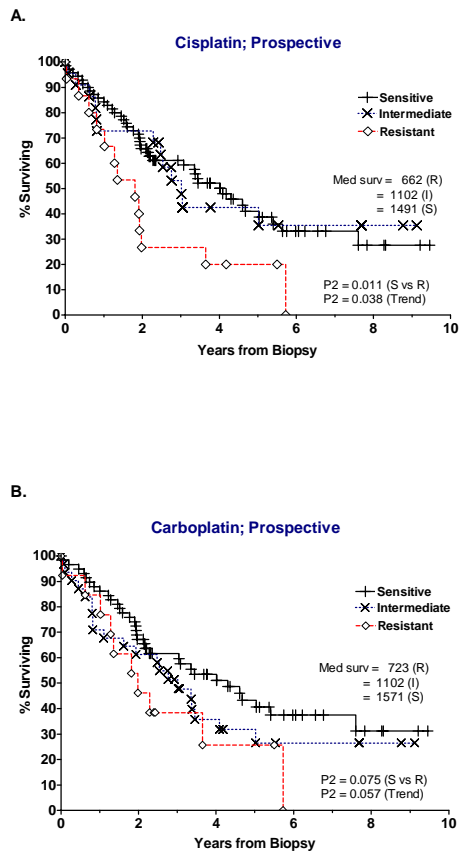 A.
Cisplatin; Prospective
100
90
80
70
60
50
40
30
20
10
0
% Surviving
Sensitive
Intermediate
Resistant
Med surv = 662 (R)
= 1102 (I)
= 1491 (S)
P2 = 0.011 (S vs R)
P2 = 0.038 (Trend)
0 2 4 6 8 10
Years from Biopsy
B.
Carboplatin; Prospective
100
90
80
70
60
50
40
30
20
10
0
% Surviving
Sensitive
Intermediate
Resistant
Med surv = 723 (R)
= 1102 (I)
= 1571 (S)
P2 = 0.075 (S vs R)
P2 = 0.057 (Trend)
0 2 4 6 8 10
Years from Biopsy